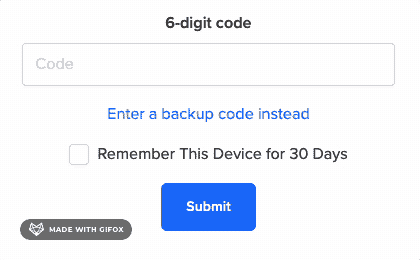 6-digit code
Code
Enter a backup code instead
Remember This Device for 30 Days
Submit
MADE WITH GIFOX